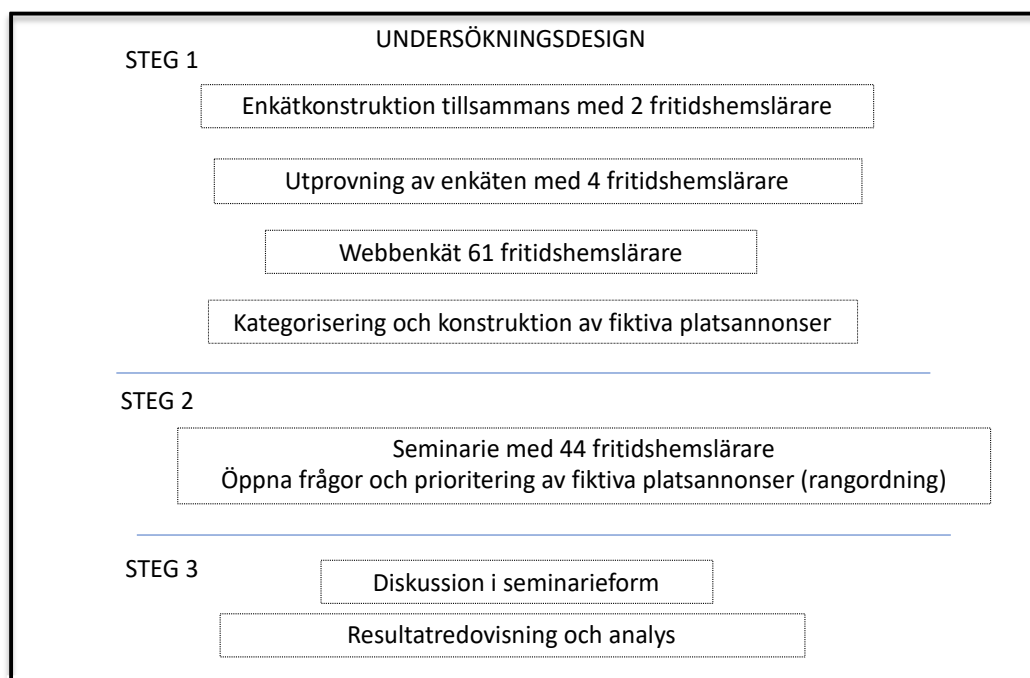 UNDERSÖKNINGSDESIGN
STEG 1
Enkätkonstruktion tillsammans med 2 fritidshemslärare
Utprovning av enkäten med 4 fritidshemslärare
Webbenkät 61 fritidshemslärare
Kategorisering och konstruktion av fiktiva platsannonser
STEG 2
Seminarie med 44 fritidshemslärare
Öppna frågor och prioritering av fiktiva platsannonser (rangordning)
STEG 3
Diskussion i seminarieform
Resultatredovisning och analys